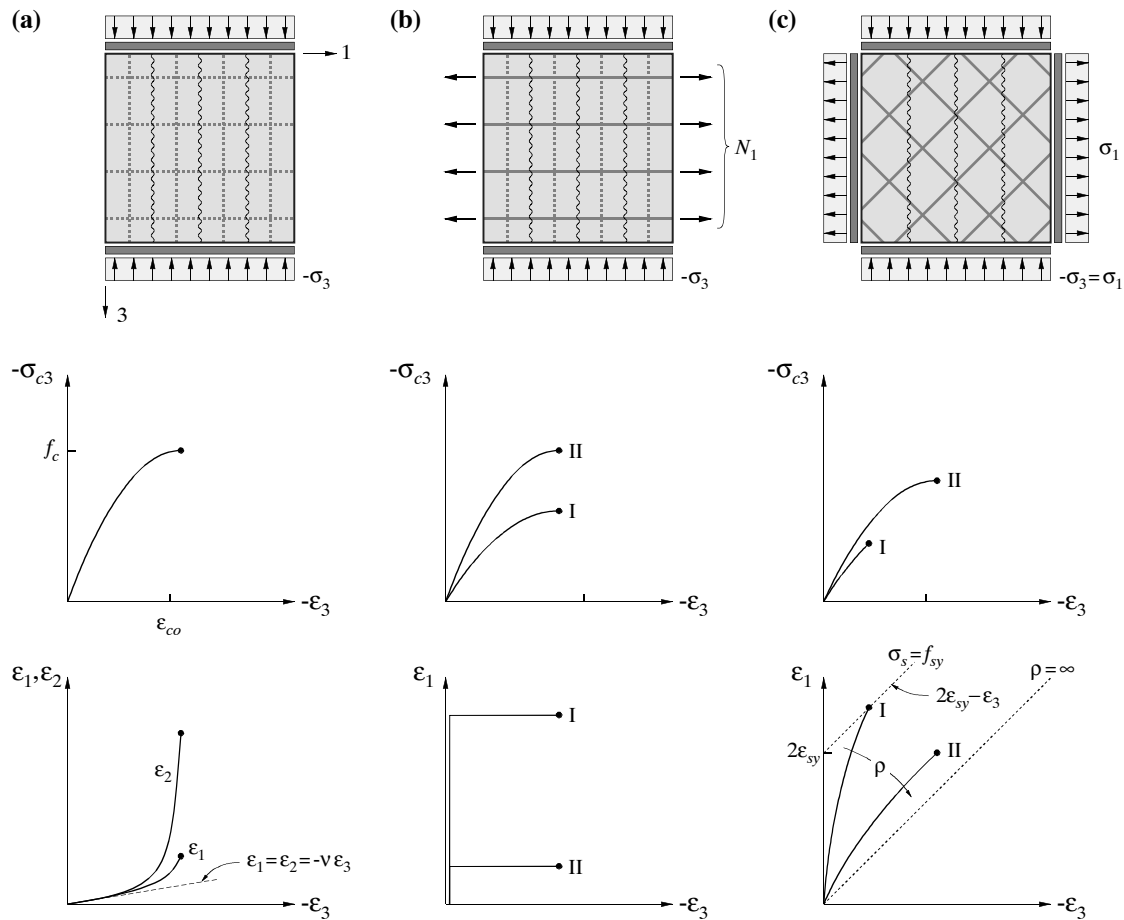 (a)
(b)
(c)
1
N₁
σ₁
-σ₃
-σ₃
-σ₃=σ₁
3
-σc3
-σc3
-σc3
fc
II
I
II
I
-ε₃
-ε₃
-ε₃
εco
ε₁,ε₂
ε₁
ε₁
σs=fsy
ρ=∞
2εsy−ε₃
I
I
2εsy
II
ε₂
ρ
ε₁
ε₁=ε₂=-νε₃
II
-ε₃
-ε₃
-ε₃